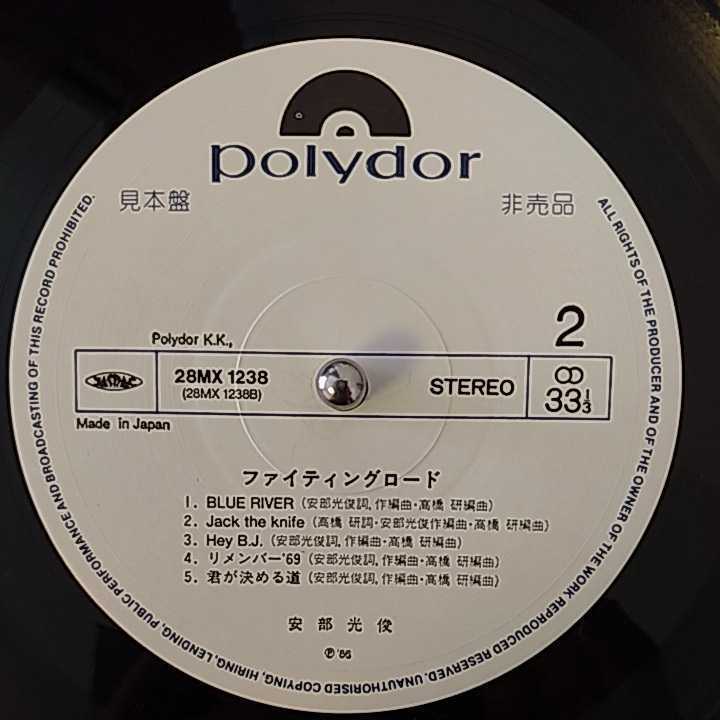 polydor
見本盤
非売品
2
Polydor K.K.,
JASRAC
28MX 1238
(28MX 1238B)
STEREO
33⅓
Made in Japan
ファイティングロード
1. BLUE RIVER (安部光俊詞, 作編曲・高橋 研編曲)
2. Jack the knife (高橋 研詞・安部光俊作編曲・高橋 研編曲)
3. Hey B.J. (安部光俊詞, 作編曲・高橋 研編曲)
4. リメンバー'69 (安部光俊詞, 作編曲・高橋 研編曲)
5. 君が決める道 (安部光俊詞, 作編曲・高橋 研編曲)
安部光俊
℗'86
ALL RIGHTS OF THE PRODUCER AND OF THE OWNER OF THE WORK REPRODUCED RESERVED. UNAUTHORISED COPYING, HIRING, LENDING, PUBLIC PERFORMANCE AND BROADCASTING OF THIS RECORD PROHIBITED.